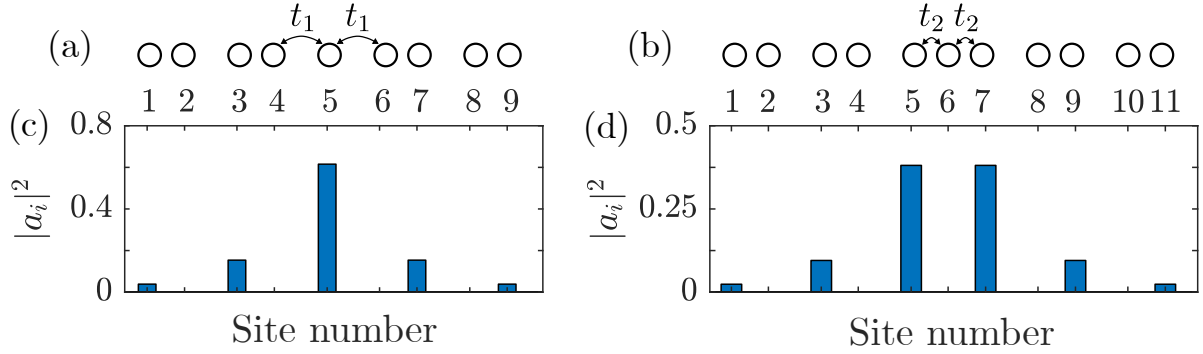 (a) t₁ t₁ (b) t₂ t₂
1 2 3 4 5 6 7 8 9 1 2 3 4 5 6 7 8 9 10 11
(c) 0.8 (d) 0.5
|aᵢ|² 0.4 |aᵢ|² 0.25
0 0
Site number Site number